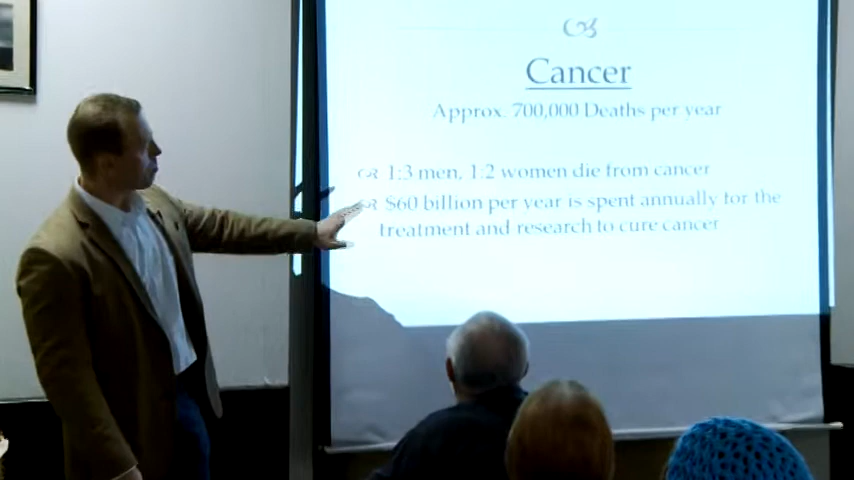 Cancer
Approx. 700,000 Deaths per year
1:3 men, 1:2 women die from cancer
$60 billion per year is spent annually for the
treatment and research to cure cancer